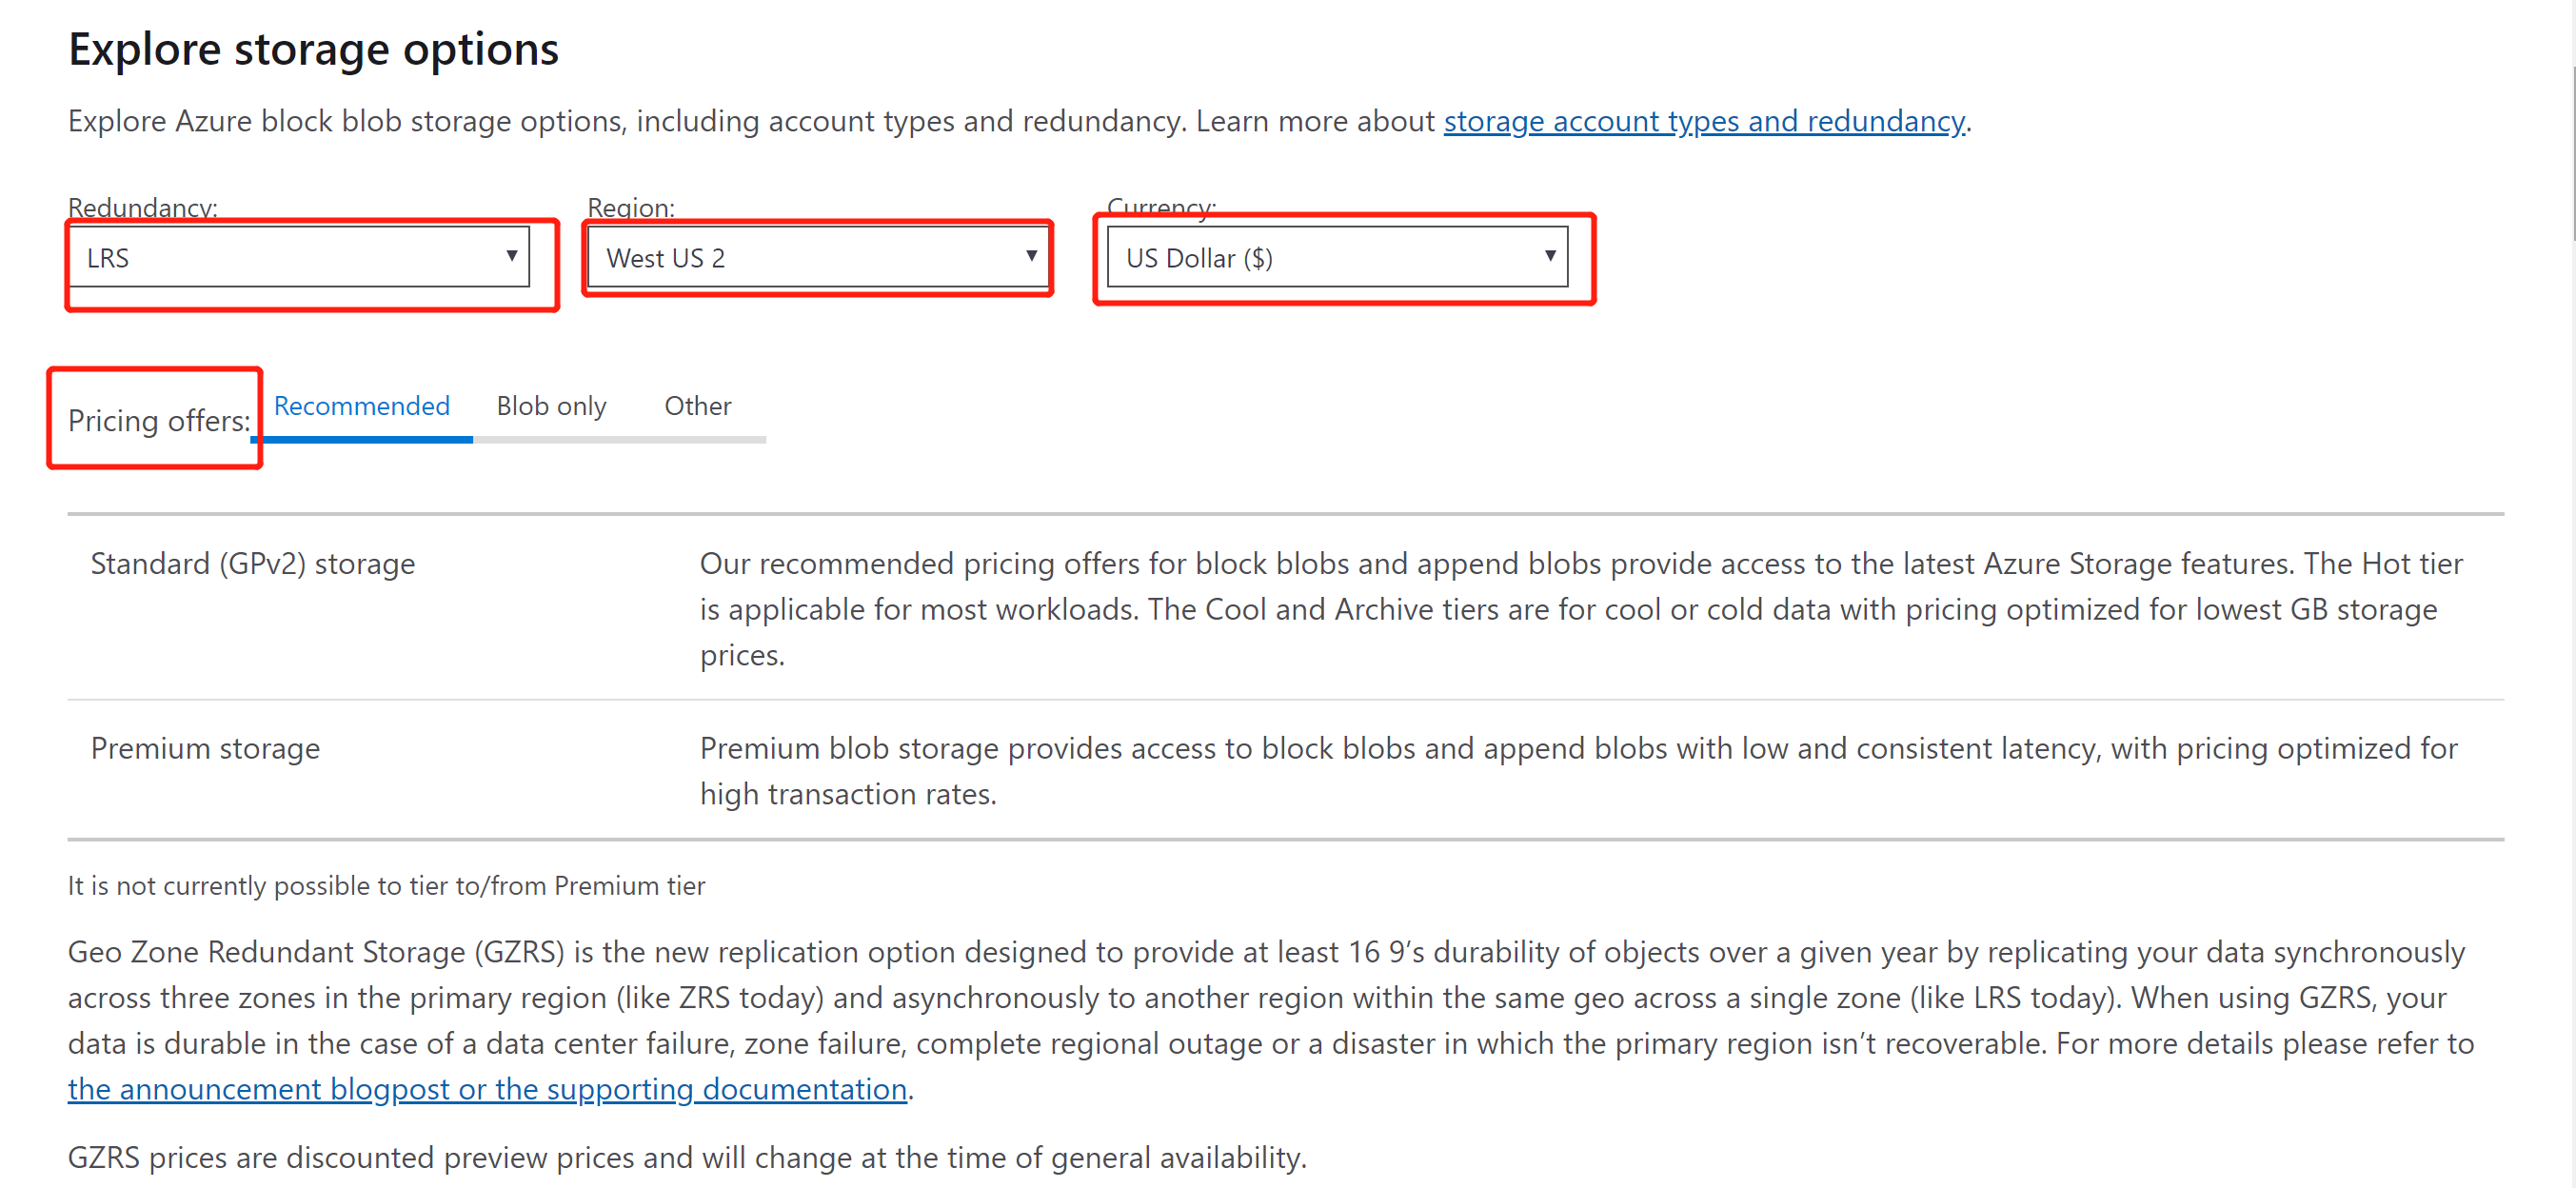 Explore storage options
Explore Azure block blob storage options, including account types and redundancy. Learn more about storage account types and redundancy.
Redundancy: Region: Currency:
LRS West US 2 US Dollar ($)
Pricing offers: Recommended Blob only Other
Standard (GPv2) storage Our recommended pricing offers for block blobs and append blobs provide access to the latest Azure Storage features. The Hot tier
is applicable for most workloads. The Cool and Archive tiers are for cool or cold data with pricing optimized for lowest GB storage
prices.
Premium storage Premium blob storage provides access to block blobs and append blobs with low and consistent latency, with pricing optimized for
high transaction rates.
It is not currently possible to tier to/from Premium tier
Geo Zone Redundant Storage (GZRS) is the new replication option designed to provide at least 16 9’s durability of objects over a given year by replicating your data synchronously
across three zones in the primary region (like ZRS today) and asynchronously to another region within the same geo across a single zone (like LRS today). When using GZRS, your
data is durable in the case of a data center failure, zone failure, complete regional outage or a disaster in which the primary region isn’t recoverable. For more details please refer to
the announcement blogpost or the supporting documentation.
GZRS prices are discounted preview prices and will change at the time of general availability.